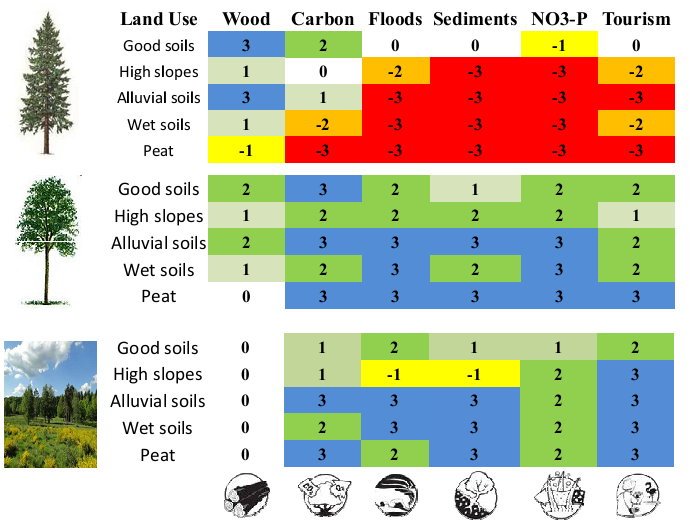 Land Use Wood Carbon Floods Sediments NO3-P Tourism
Good soils 3 2 0 0 -1 0
High slopes 1 0 -2 -3 -3 -2
Alluvial soils 3 1 -3 -3 -3 -3
Wet soils 1 -2 -3 -3 -3 -2
Peat -1 -3 -3 -3 -3 -3
Good soils 2 3 2 1 2 2
High slopes 1 2 2 2 2 1
Alluvial soils 2 3 3 3 3 2
Wet soils 1 2 3 2 3 2
Peat 0 3 3 3 3 3
Good soils 0 1 2 1 1 2
High slopes 0 1 -1 -1 2 3
Alluvial soils 0 3 3 3 2 3
Wet soils 0 2 3 3 2 3
Peat 0 3 2 3 2 3